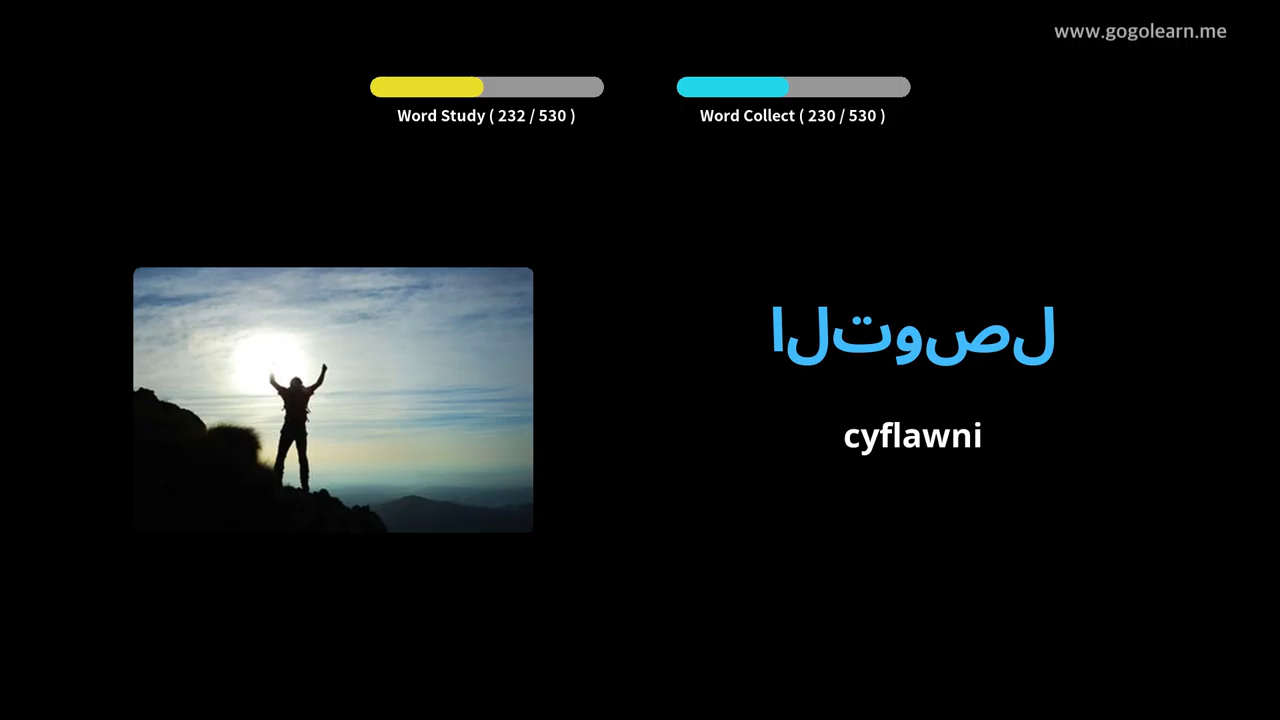 www.gogolearn.me
Word Study ( 232 / 530 )
Word Collect ( 230 / 530 )
التوصل
cyflawni